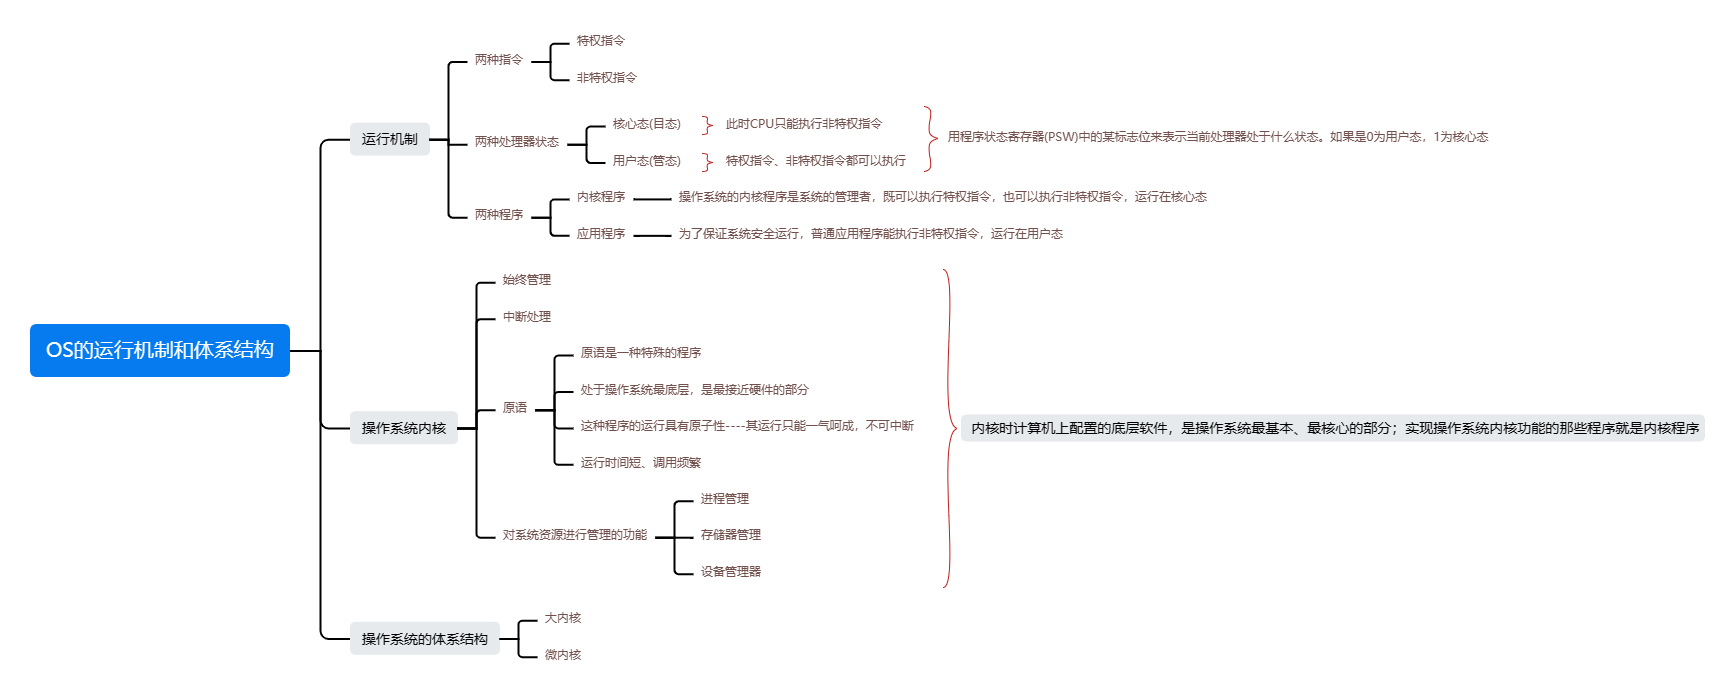 OS的运行机制和体系结构
运行机制
两种指令
特权指令
非特权指令
两种处理器状态
核心态(目态)
此时CPU只能执行非特权指令
用户态(管态)
特权指令、非特权指令都可以执行
用程序状态寄存器(PSW)中的某标志位来表示当前处理器处于什么状态。如果是0为用户态，1为核心态
两种程序
内核程序
操作系统的内核程序是系统的管理者，既可以执行特权指令，也可以执行非特权指令，运行在核心态
应用程序
为了保证系统安全运行，普通应用程序能执行非特权指令，运行在用户态
操作系统内核
始终管理
中断处理
原语
原语是一种特殊的程序
处于操作系统最底层，是最接近硬件的部分
这种程序的运行具有原子性----其运行只能一气呵成，不可中断
运行时间短、调用频繁
对系统资源进行管理的功能
进程管理
存储器管理
设备管理器
内核时计算机上配置的底层软件，是操作系统最基本、最核心的部分；实现操作系统内核功能的那些程序就是内核程序
操作系统的体系结构
大内核
微内核